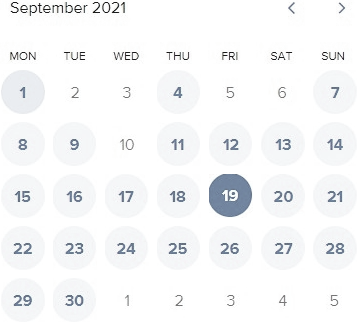 September 2021
MON TUE WED THU FRI SAT SUN
1 2 3 4 5 6 7
8 9 10 11 12 13 14
15 16 17 18 19 20 21
22 23 24 25 26 27 28
29 30 1 2 3 4 5